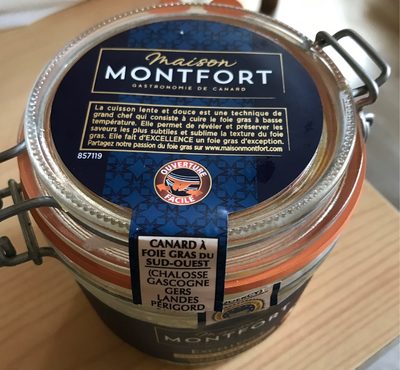 Maison
MONTFORT
GASTRONOMIE DE CANARD
La cuisson lente et douce est une technique de
grand chef qui consiste à cuire le foie gras à basse
température. Elle permet de révéler et préserver les
saveurs les plus subtiles et sublime la texture du foie
gras. Elle fait d'EXCELLENCE un foie gras d'exception.
Partagez notre passion du foie gras sur www.maisonmontfort.com
857119
OUVERTURE
FACILE
CANARD À
FOIE GRAS DU
SUD-OUEST
(CHALOSSE
GASCOGNE
GERS
LANDES
PÉRIGORD
MONTFORT